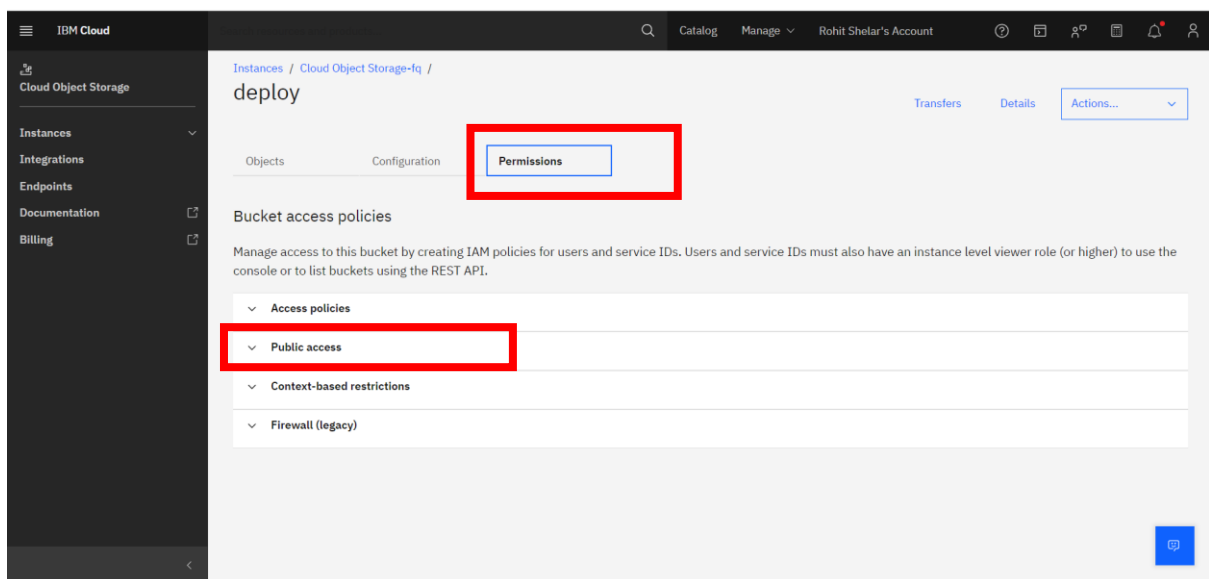 IBM Cloud
Catalog
Manage
Rohit Shelar's Account
Cloud Object Storage
Instances
Integrations
Endpoints
Documentation
Billing
Instances / Cloud Object Storage-fq /
deploy
Transfers
Details
Actions...
Objects
Configuration
Permissions
Bucket access policies
Manage access to this bucket by creating IAM policies for users and service IDs. Users and service IDs must also have an instance level viewer role (or higher) to use the
console or to list buckets using the REST API.
Access policies
Public access
Context-based restrictions
Firewall (legacy)